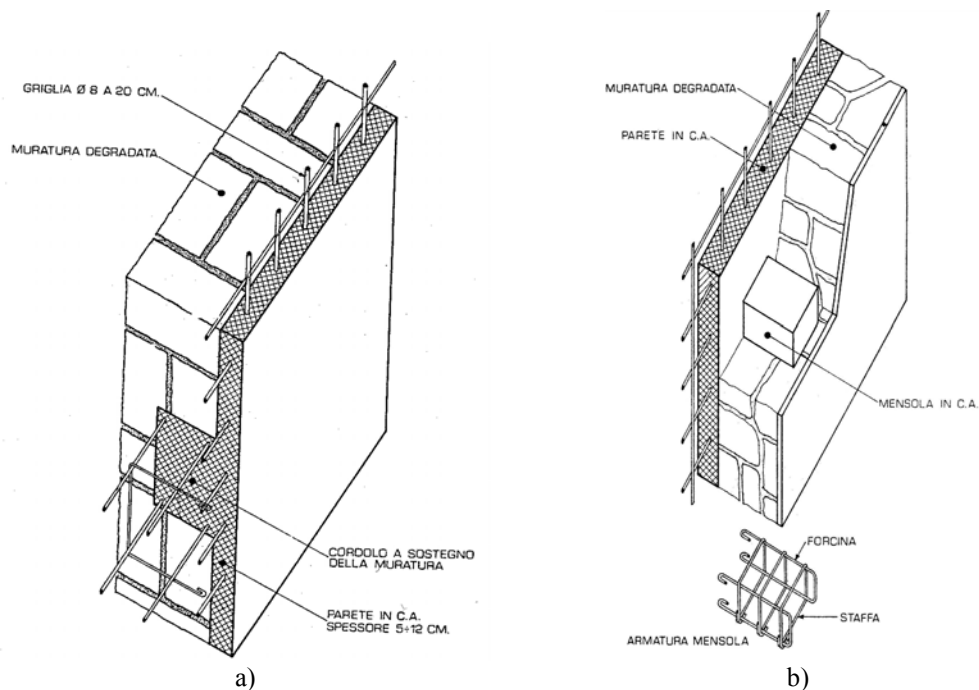 GRIGLIA Ø 8 A 20 CM.
MURATURA DEGRADATA
CORDOLO A SOSTEGNO
DELLA MURATURA
PARETE IN C.A.
SPESSORE 5÷12 CM.
a)
MURATURA DEGRADATA
PARETE IN C.A.
MENSOLA IN C.A.
FORCINA
STAFFA
ARMATURA MENSOLA
b)